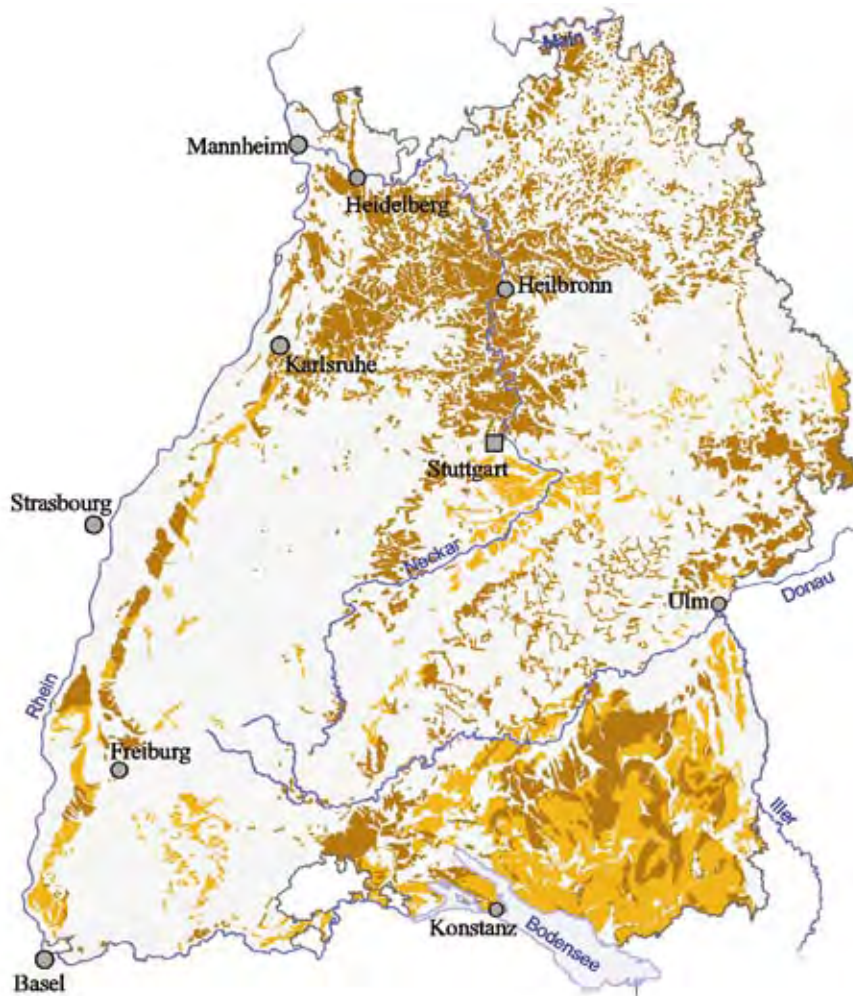 Main
Mannheim
Heidelberg
Heilbronn
Karlsruhe
Stuttgart
Strasbourg
Neckar
Ulm
Donau
Rhein
Freiburg
Iller
Konstanz
Bodensee
Basel